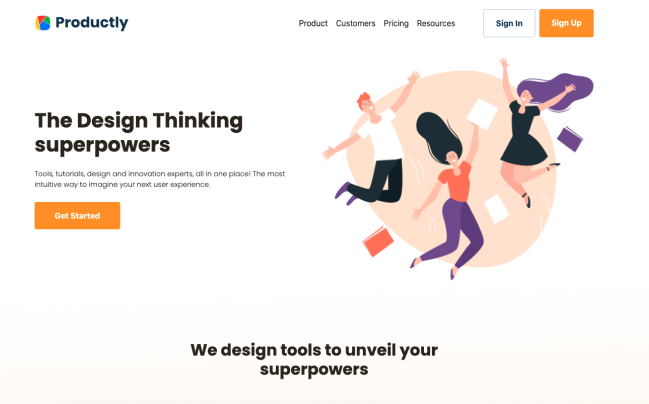 Productly
Product Customers Pricing Resources Sign In Sign Up
The Design Thinking
superpowers
Tools, tutorials, design and innovation experts, all in one place! The most
intuitive way to imagine your next user experience.
Get Started
We design tools to unveil your
superpowers